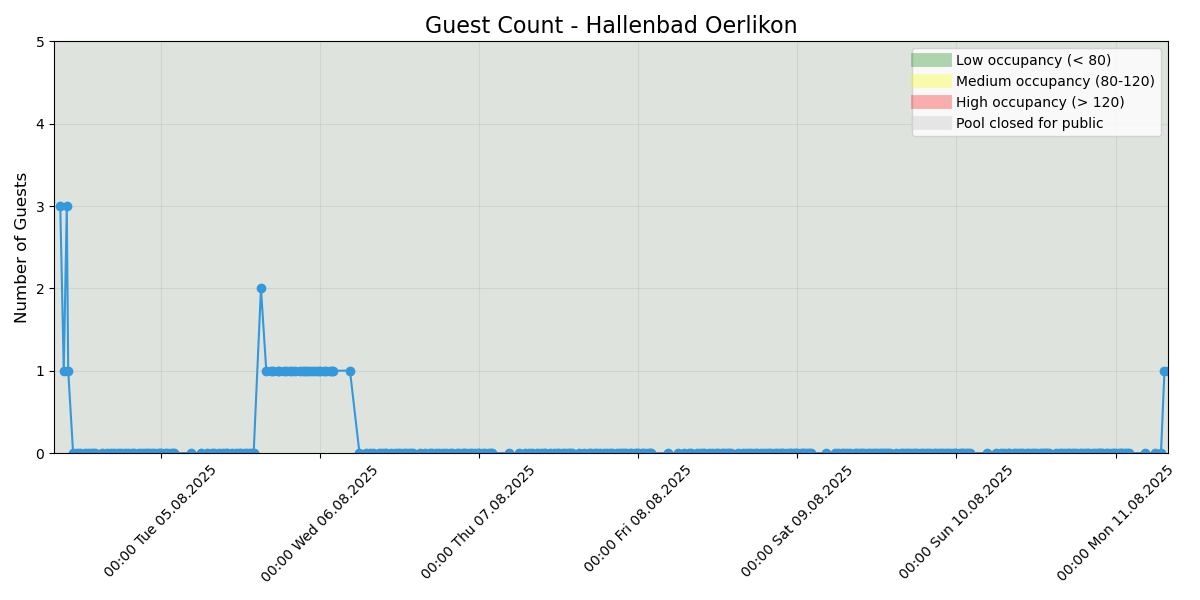 Guest Count - Hallenbad Oerlikon
Low occupancy (< 80)
Medium occupancy (80-120)
High occupancy (> 120)
Pool closed for public
Number of Guests
5
4
3
2
1
0
00:00 Tue 05.08.2025
00:00 Wed 06.08.2025
00:00 Thu 07.08.2025
00:00 Fri 08.08.2025
00:00 Sat 09.08.2025
00:00 Sun 10.08.2025
00:00 Mon 11.08.2025